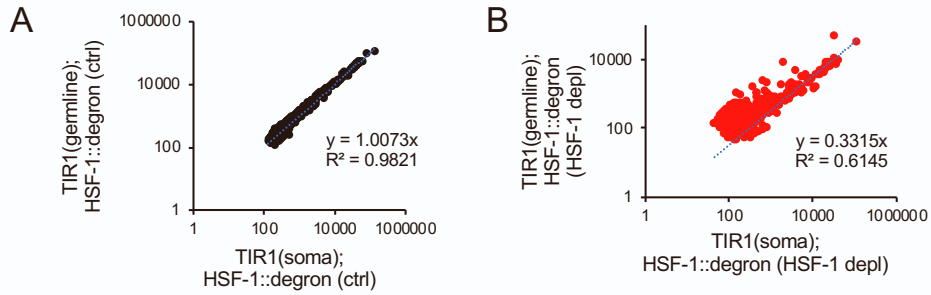 A
TIR1(germline);
HSF-1::degron (ctrl)
1000000
10000
100
1
y = 1.0073x
R² = 0.9821
1 100 10000 1000000
TIR1(soma);
HSF-1::degron (ctrl)
B
TIR1(germline);
HSF-1::degron
(HSF-1 depl)
10000
100
1
y = 0.3315x
R² = 0.6145
1 100 10000 1000000
TIR1(soma);
HSF-1::degron (HSF-1 depl)